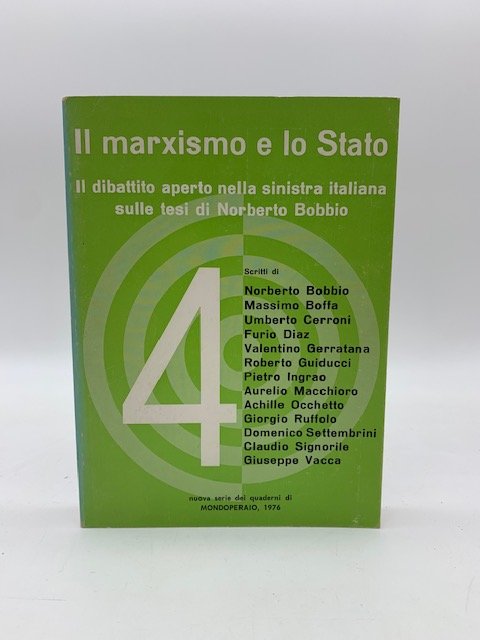 Il marxismo e lo Stato
Il dibattito aperto nella sinistra italiana
sulle tesi di Norberto Bobbio
4
Scritti di
Norberto Bobbio
Massimo Boffa
Umberto Cerroni
Furio Diaz
Valentino Gerratana
Roberto Guiducci
Pietro Ingrao
Aurelio Macchioro
Achille Occhetto
Giorgio Ruffolo
Domenico Settembrini
Claudio Signorile
Giuseppe Vacca
nuova serie dei quaderni di
MONDOPERAIO, 1976